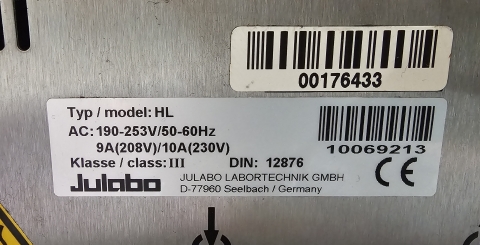 00176433
Typ / model: HL
AC: 190-253V/50-60Hz
9A(208V)/10A(230V)
10069213
Klasse / class: III DIN: 12876
Julabo JULABO LABORTECHNIK GMBH
D-77960 Seelbach / Germany
CE